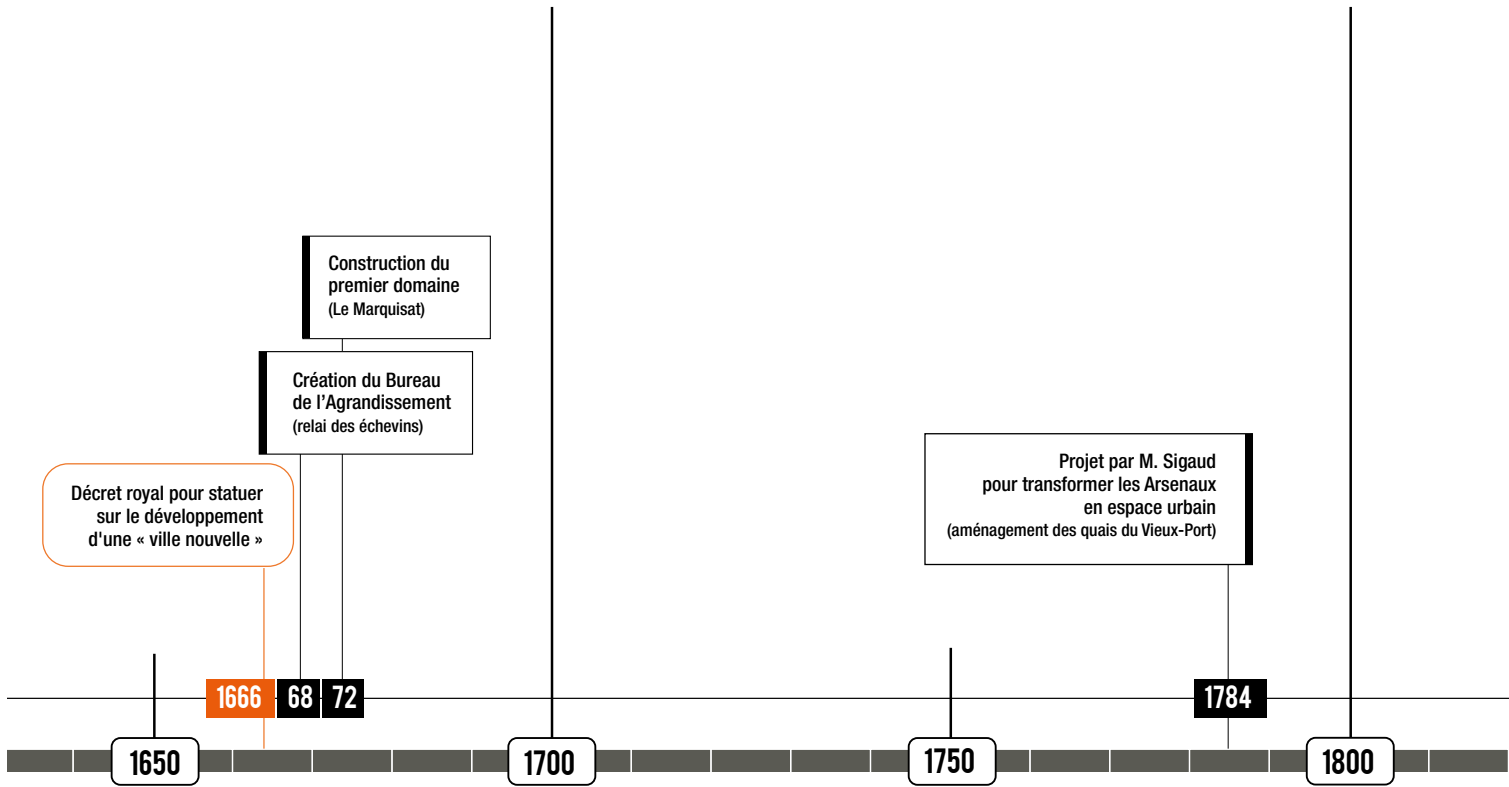 Construction du
premier domaine
(Le Marquisat)
Création du Bureau
de l'Agrandissement
(relai des échevins)
Décret royal pour statuer
sur le développement
d'une « ville nouvelle »
Projet par M. Sigaud
pour transformer les Arsenaux
en espace urbain
(aménagement des quais du Vieux-Port)
1666 68 72 1784
1650 1700 1750 1800